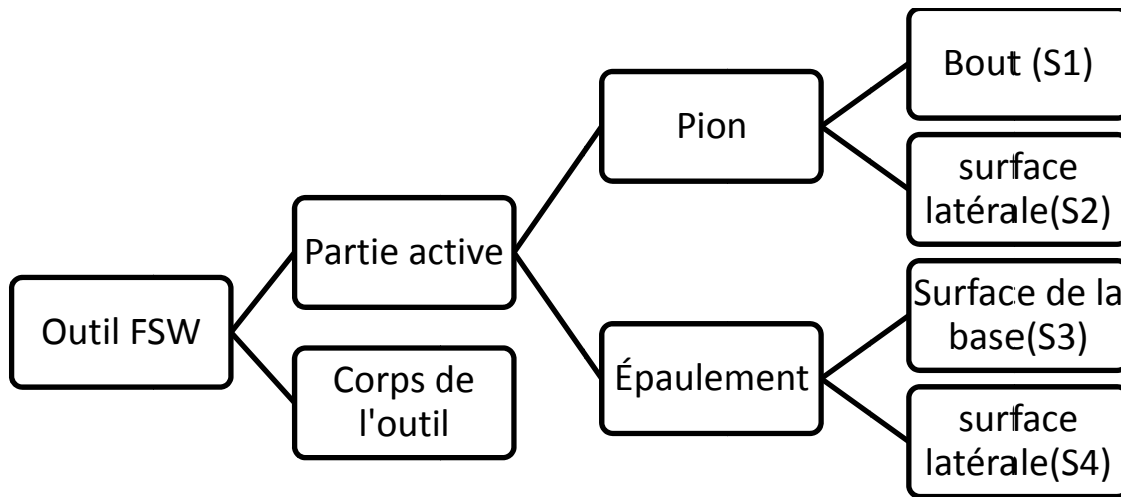 Outil FSW
Partie active
Corps de
l'outil
Pion
Épaulement
Bout (S1)
surface
latérale(S2)
Surface de la
base(S3)
surface
latérale(S4)